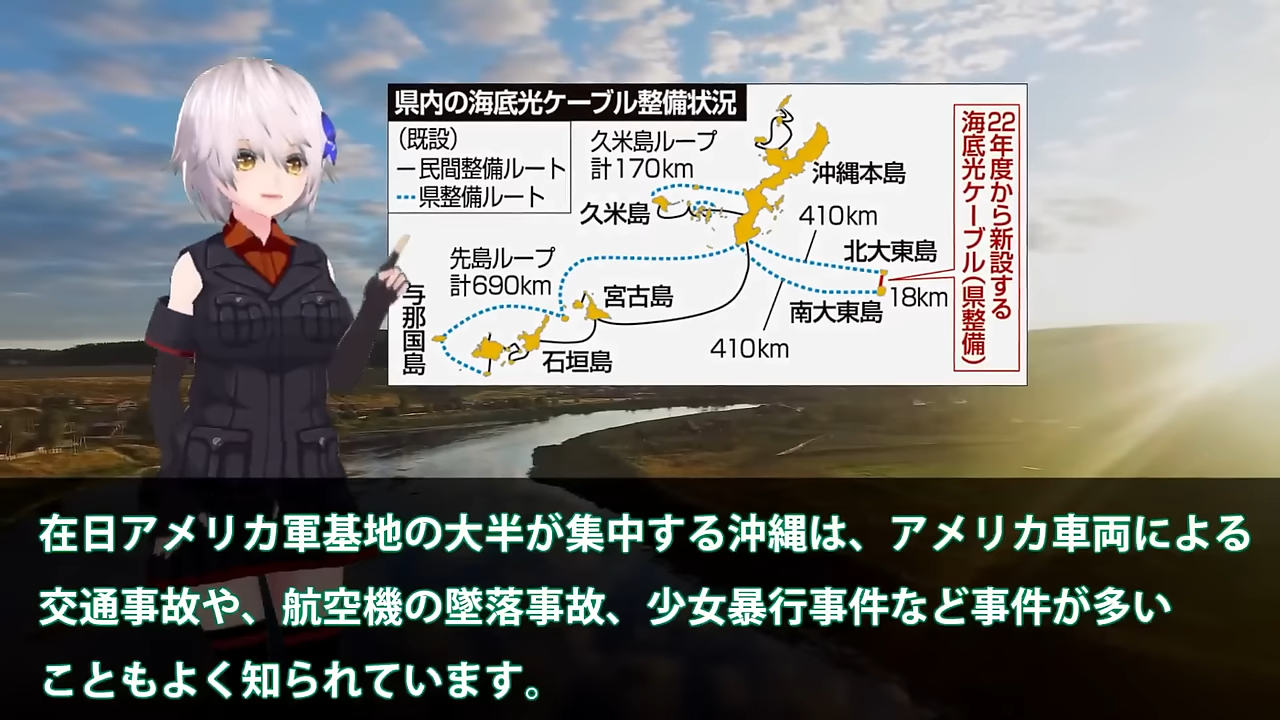 県内の海底光ケーブル整備状況
（既設）
民間整備ルート
県整備ルート
久米島ループ
計170km
久米島
沖縄本島
410km
北大東島
18km
南大東島
410km
先島ループ
計690km
宮古島
石垣島
与那国島
22年度から新設する
海底光ケーブル（県整備）
在日アメリカ軍基地の大半が集中する沖縄は、アメリカ車両による
交通事故や、航空機の墜落事故、少女暴行事件など事件が多い
こともよく知られています。